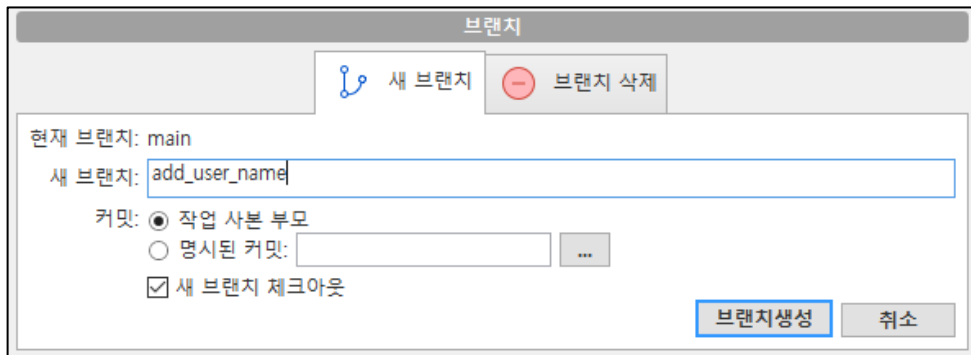 브랜치
새 브랜치
브랜치 삭제
현재 브랜치: main
새 브랜치: add_user_name
커밋: 작업 사본 부모
명시된 커밋: ...
새 브랜치 체크아웃
브랜치생성 취소